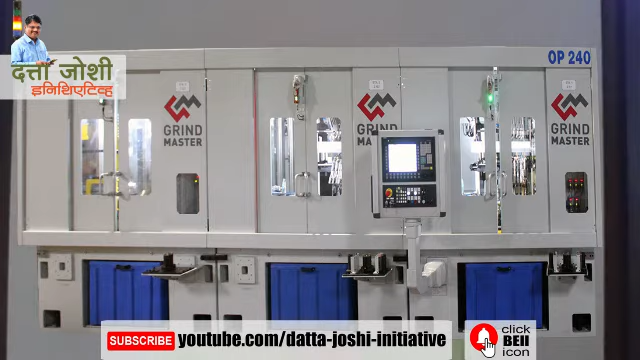 दत्ता जोशी
इनिशिएटिव्ह
OP 240
GRIND
MASTER
GRIND
MASTER
GRIND
MASTER
SUBSCRIBE
youtube.com/datta-joshi-initiative
click
BEll
icon